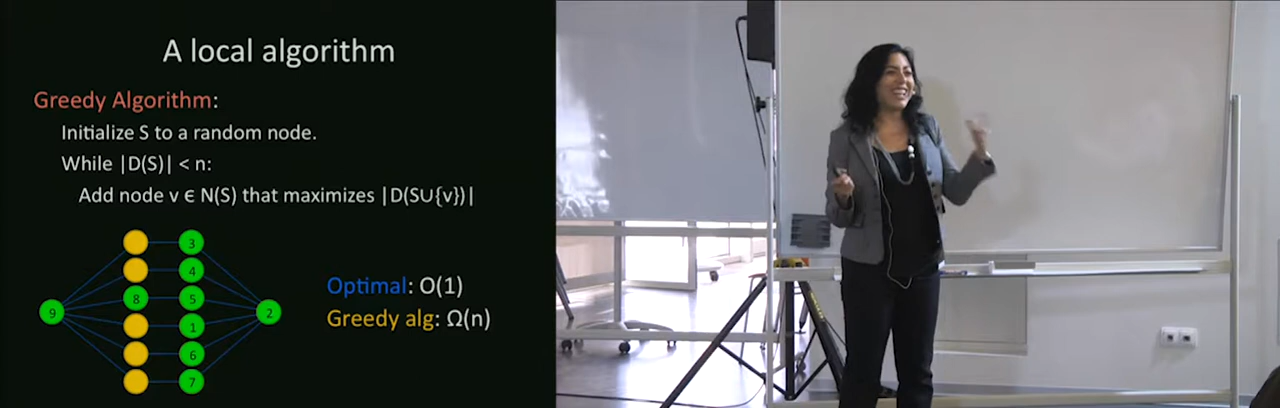 A local algorithm
Greedy Algorithm:
Initialize S to a random node.
While |D(S)| < n:
Add node v ∈ N(S) that maximizes |D(S∪{v})|
3
4
8 5
9 1 2
6
7
Optimal: O(1)
Greedy alg: Ω(n)